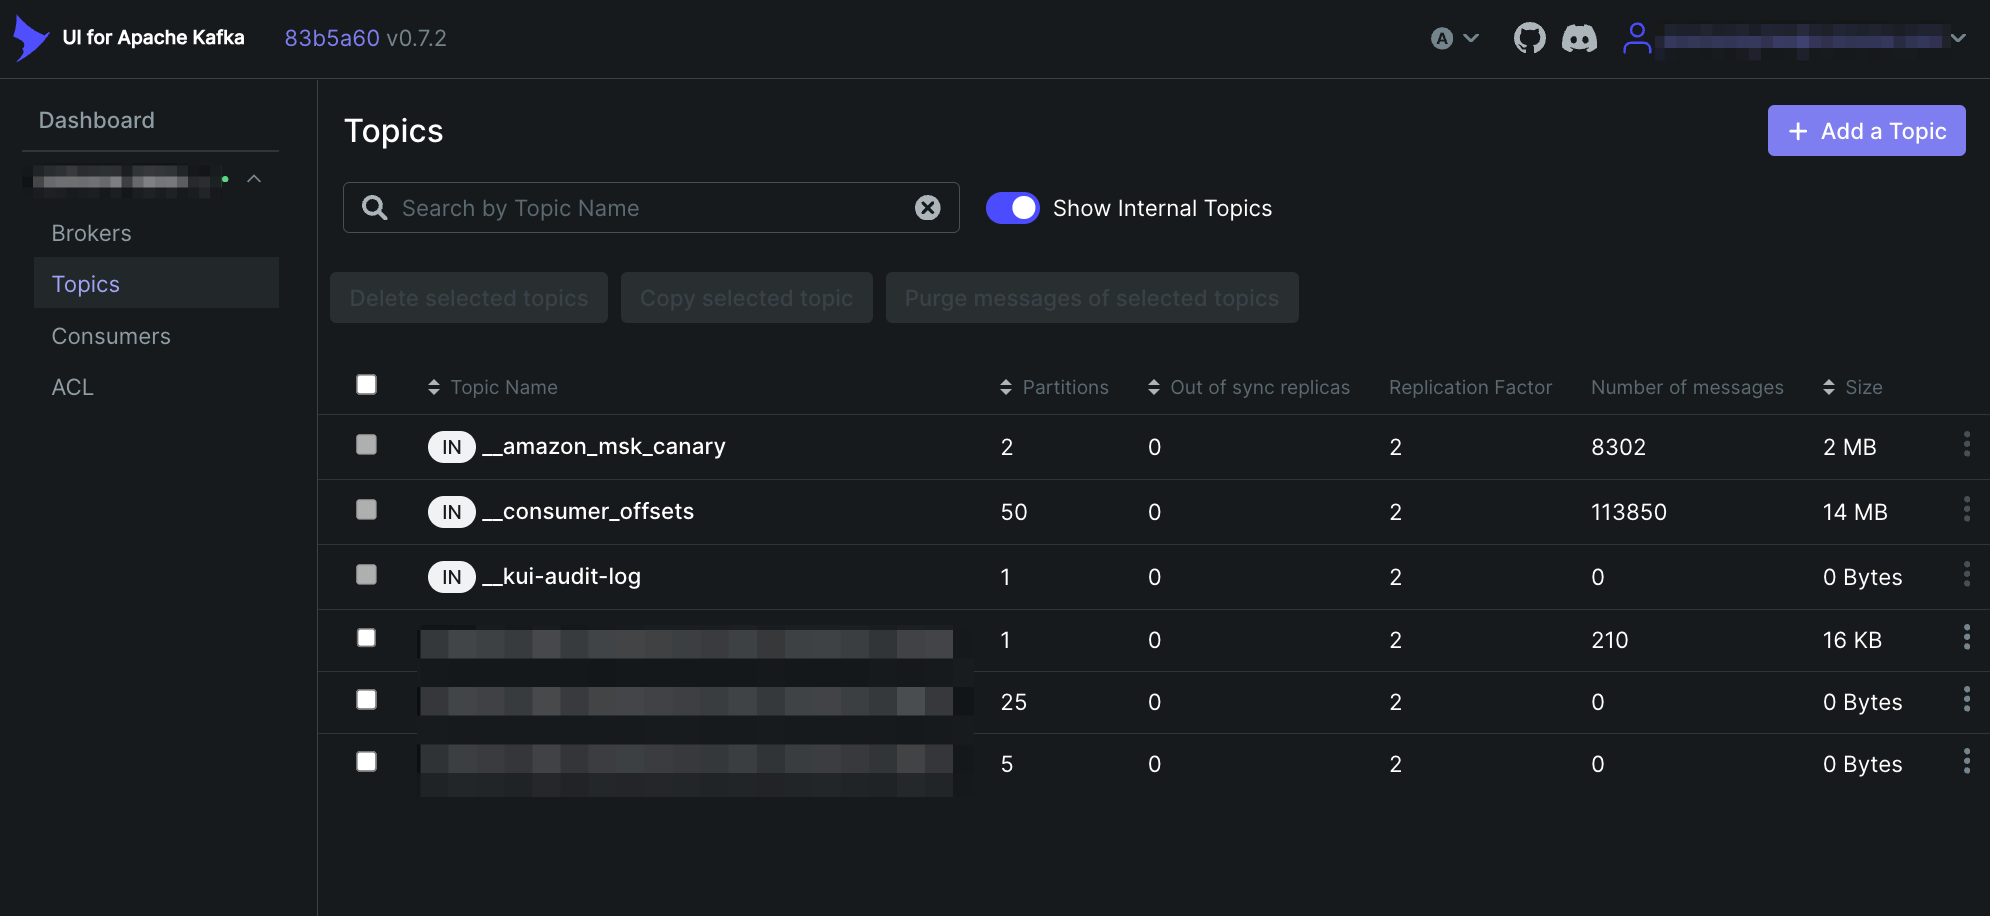 UI for Apache Kafka 83b5a60 v0.7.2 A
Dashboard
Brokers
Topics
Consumers
ACL
Topics
+ Add a Topic
Search by Topic Name
Show Internal Topics
Delete selected topics Copy selected topic Purge messages of selected topics
Topic Name Partitions Out of sync replicas Replication Factor Number of messages Size
IN __amazon_msk_canary 2 0 2 8302 2 MB
IN __consumer_offsets 50 0 2 113850 14 MB
IN __kui-audit-log 1 0 2 0 0 Bytes
1 0 2 210 16 KB
25 0 2 0 0 Bytes
5 0 2 0 0 Bytes